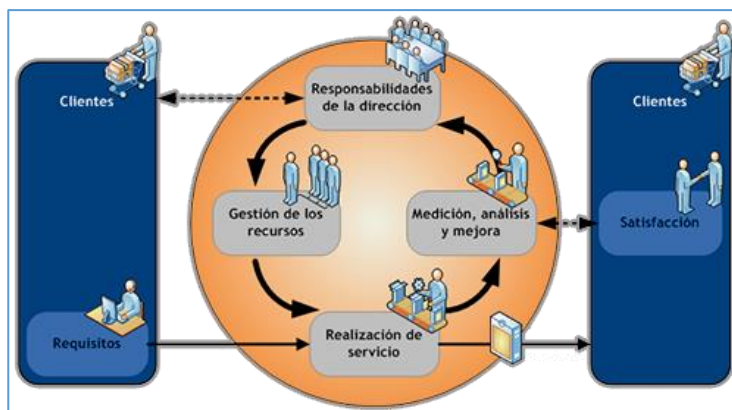 Clientes
Responsabilidades
de la dirección
Clientes
Gestión de los
recursos
Medición, análisis
y mejora
Satisfacción
Requisitos
Realización de
servicio